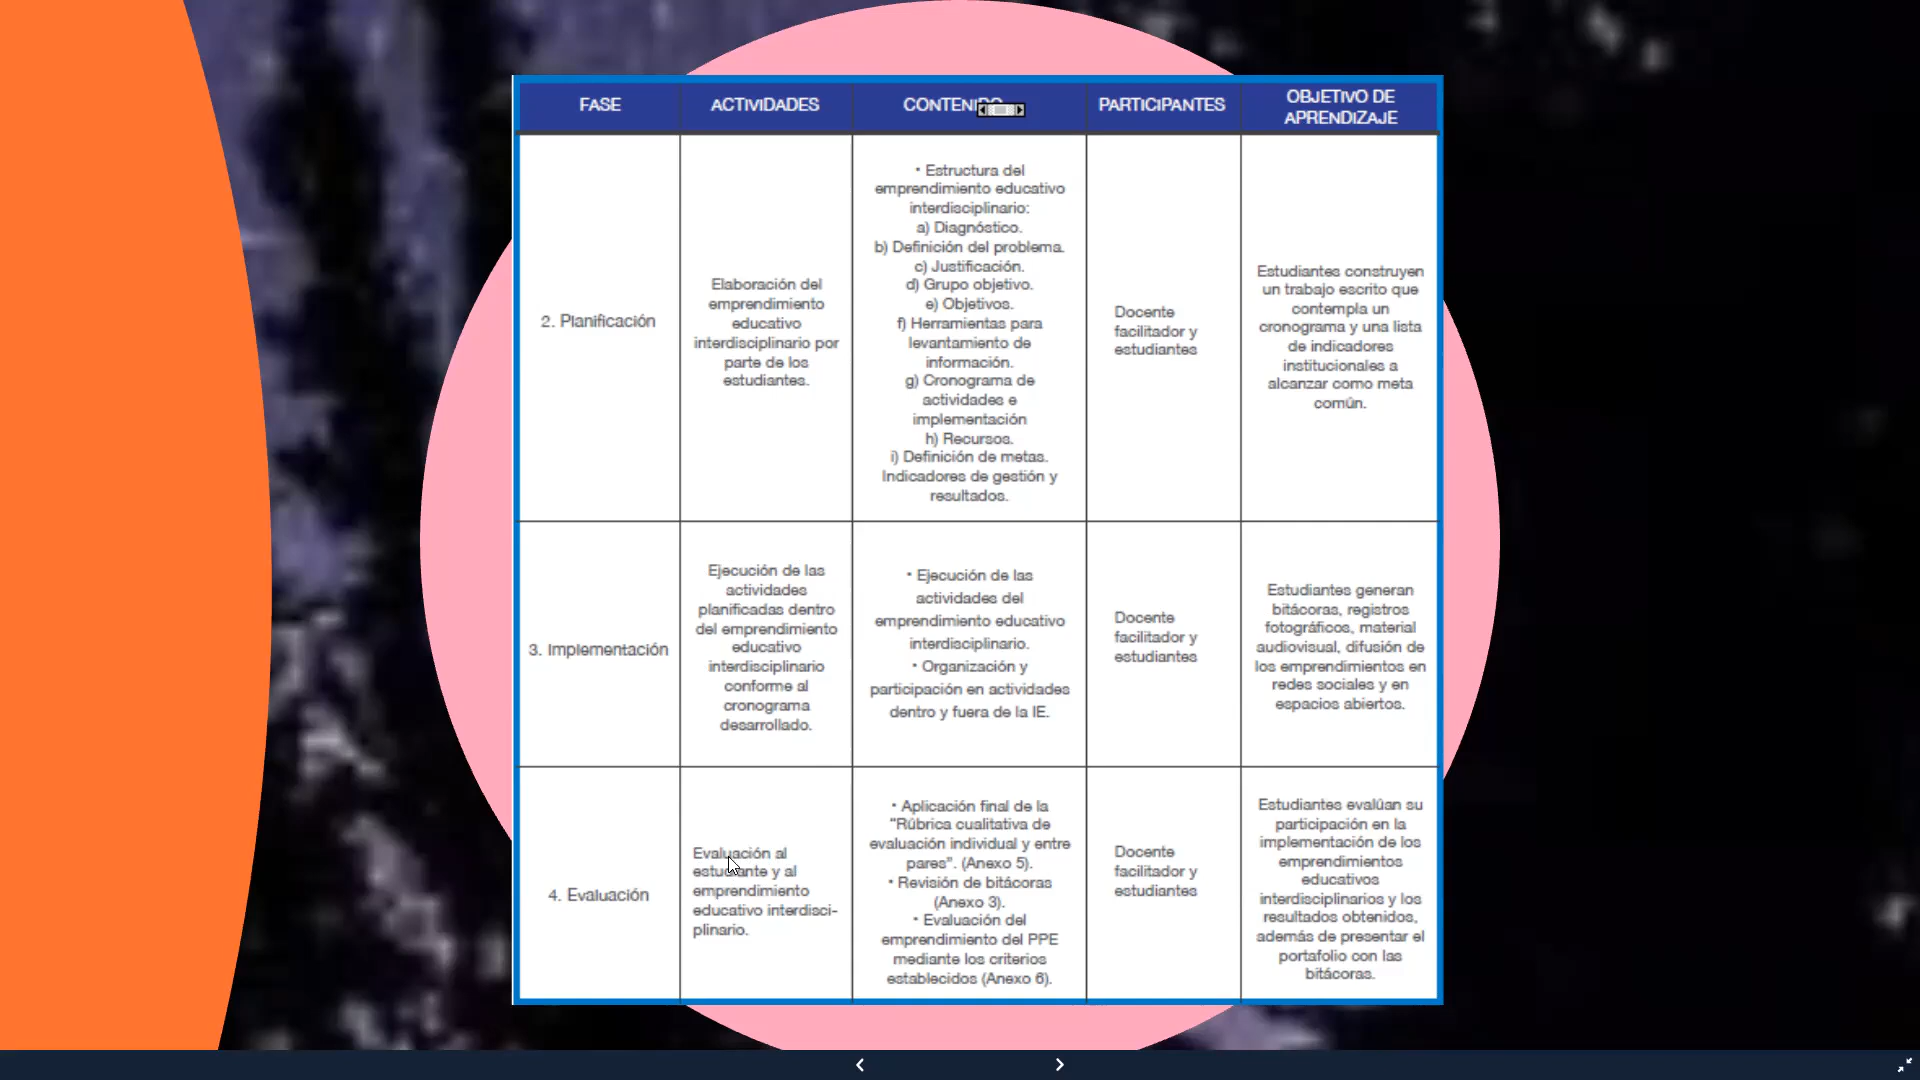 FASE
ACTIVIDADES
CONTENIDO
PARTICIPANTES
OBJETIVO DE
APRENDIZAJE
2. Planificación
Elaboración del
emprendimiento
educativo
interdisciplinario por
parte de los
estudiantes.
• Estructura del
emprendimiento educativo
interdisciplinario:
a) Diagnóstico.
b) Definición del problema.
c) Justificación.
d) Grupo objetivo.
e) Objetivos.
f) Herramientas para
levantamiento de
información.
g) Cronograma de
actividades e
implementación
h) Recursos.
i) Definición de metas.
Indicadores de gestión y
resultados.
Docente
facilitador y
estudiantes
Estudiantes construyen
un trabajo escrito que
contempla un
cronograma y una lista
de indicadores
institucionales a
alcanzar como meta
común.
3. Implementación
Ejecución de las
actividades
planificadas dentro
del emprendimiento
educativo
interdisciplinario
conforme al
cronograma
desarrollado.
• Ejecución de las
actividades del
emprendimiento educativo
interdisciplinario.
• Organización y
participación en actividades
dentro y fuera de la IE.
Docente
facilitador y
estudiantes
Estudiantes generan
bitácoras, registros
fotográficos, material
audiovisual, difusión de
los emprendimientos en
redes sociales y en
espacios abiertos.
4. Evaluación
Evaluación al
estudiante y al
emprendimiento
educativo interdisci-
plinario.
• Aplicación final de la
"Rúbrica cualitativa de
evaluación individual y entre
pares". (Anexo 5).
• Revisión de bitácoras
(Anexo 3).
• Evaluación del
emprendimiento del PPE
mediante los criterios
establecidos (Anexo 6).
Docente
facilitador y
estudiantes
Estudiantes evalúan su
participación en la
implementación de los
emprendimientos
educativos
interdisciplinarios y los
resultados obtenidos,
además de presentar el
portafolio con las
bitácoras.